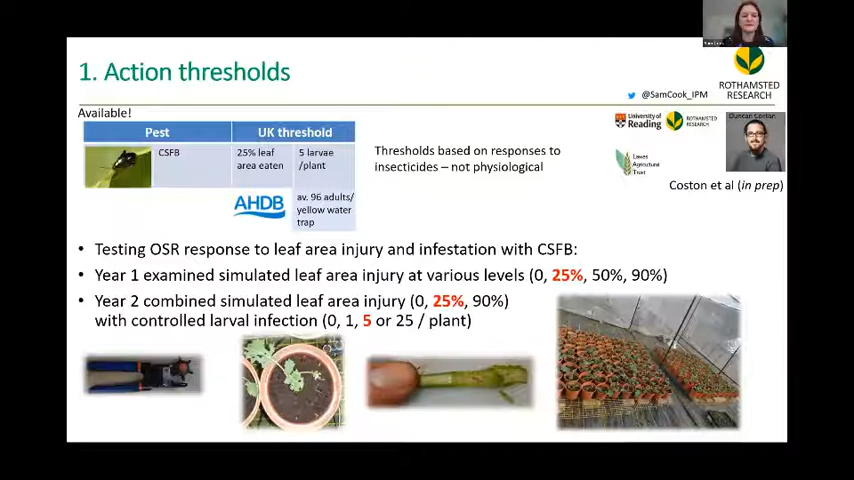 1. Action thresholds
@SamCook_IPM
ROTHAMSTED
RESEARCH
Available!
Pest
UK threshold
CSFB
25% leaf
area eaten
5 larvae
/plant
AHDB
av. 96 adults/
yellow water
trap
Thresholds based on responses to
insecticides – not physiological
University of
Reading
ROTHAMSTED
RESEARCH
Lawes
Agricultural
Trust
Duncan Coston
Coston et al (in prep)
• Testing OSR response to leaf area injury and infestation with CSFB:
• Year 1 examined simulated leaf area injury at various levels (0, 25%, 50%, 90%)
• Year 2 combined simulated leaf area injury (0, 25%, 90%)
with controlled larval infection (0, 1, 5 or 25 / plant)